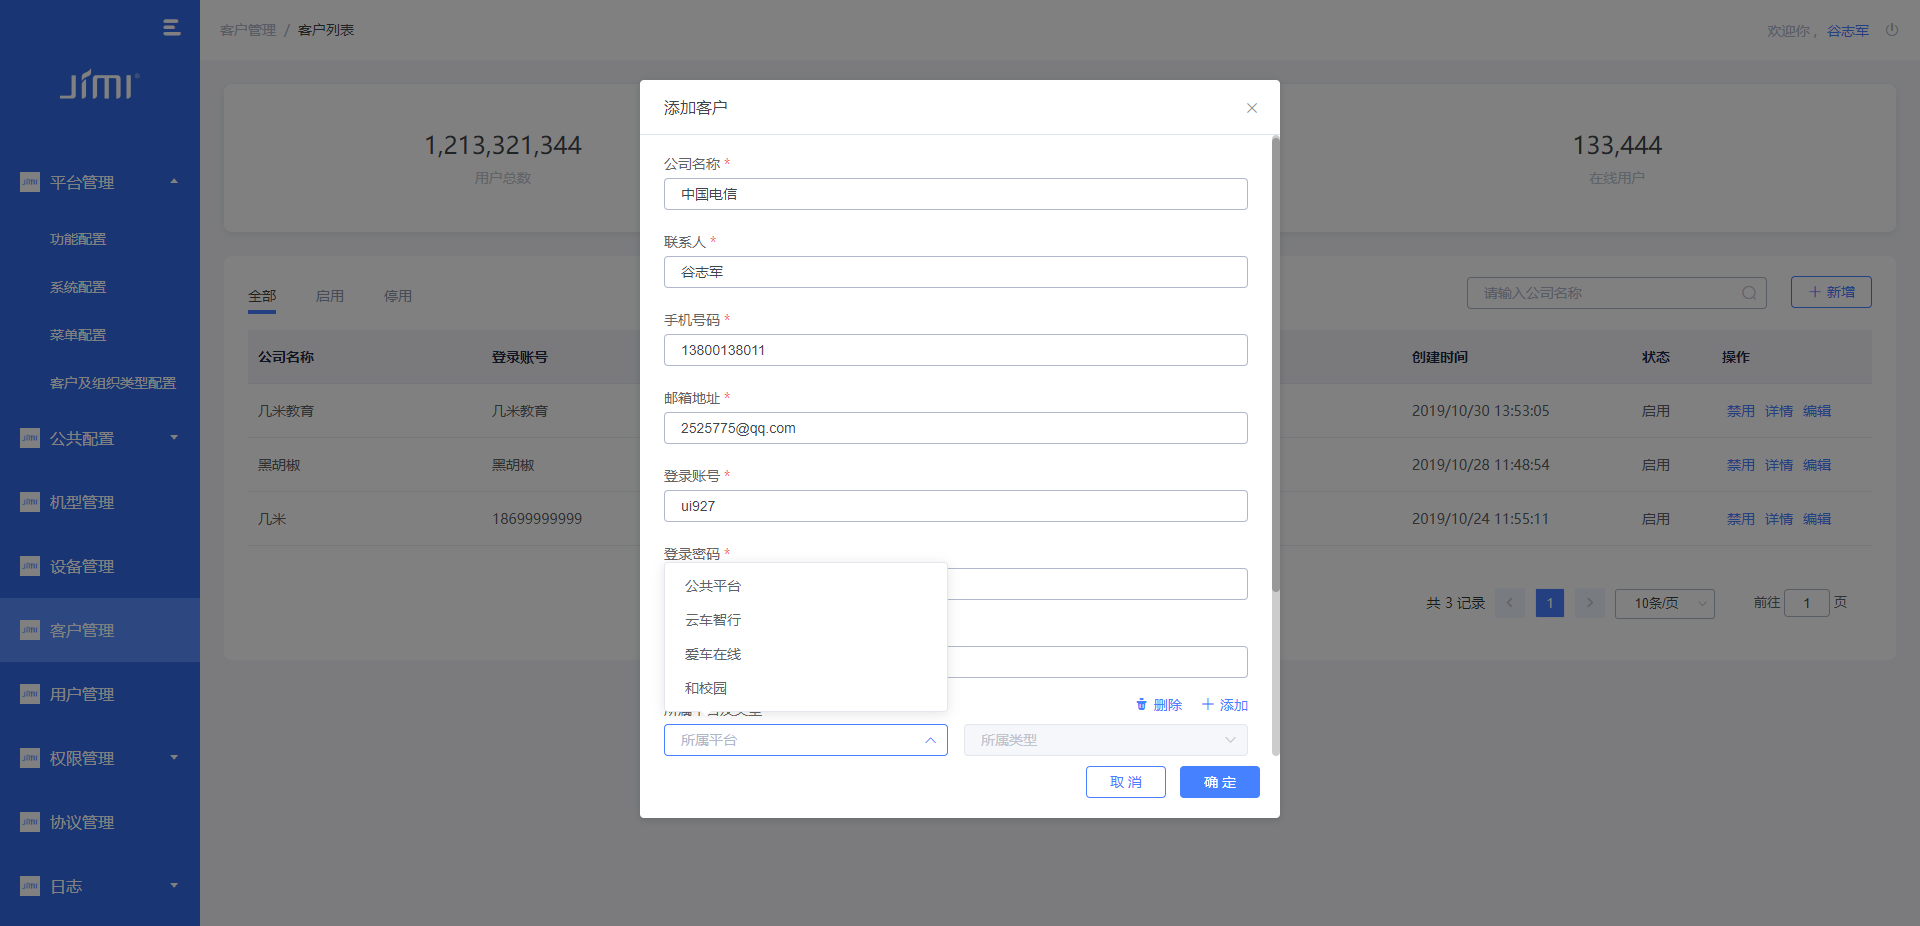 JIMI
平台管理
功能配置
系统配置
菜单配置
客户及组织类型配置
公共配置
机型管理
设备管理
客户管理
用户管理
权限管理
协议管理
日志
客户管理 / 客户列表
欢迎你， 谷志军
1,213,321,344
用户总数
133,444
在线用户
全部 启用 停用
请输入公司名称
新增
公司名称 登录账号 创建时间 状态 操作
几米教育 几米教育 2019/10/30 13:53:05 启用 禁用 详情 编辑
黑胡椒 黑胡椒 2019/10/28 11:48:54 启用 禁用 详情 编辑
几米 18699999999 2019/10/24 11:55:11 启用 禁用 详情 编辑
共 3 记录 1 10条/页 前往 1 页
添加客户
公司名称 *
中国电信
联系人 *
谷志军
手机号码 *
13800138011
邮箱地址 *
2525775@qq.com
登录账号 *
ui927
登录密码 *
公共平台
云车智行
爱车在线
和校园
所属平台及类型
删除 添加
所属平台 所属类型
取消 确定